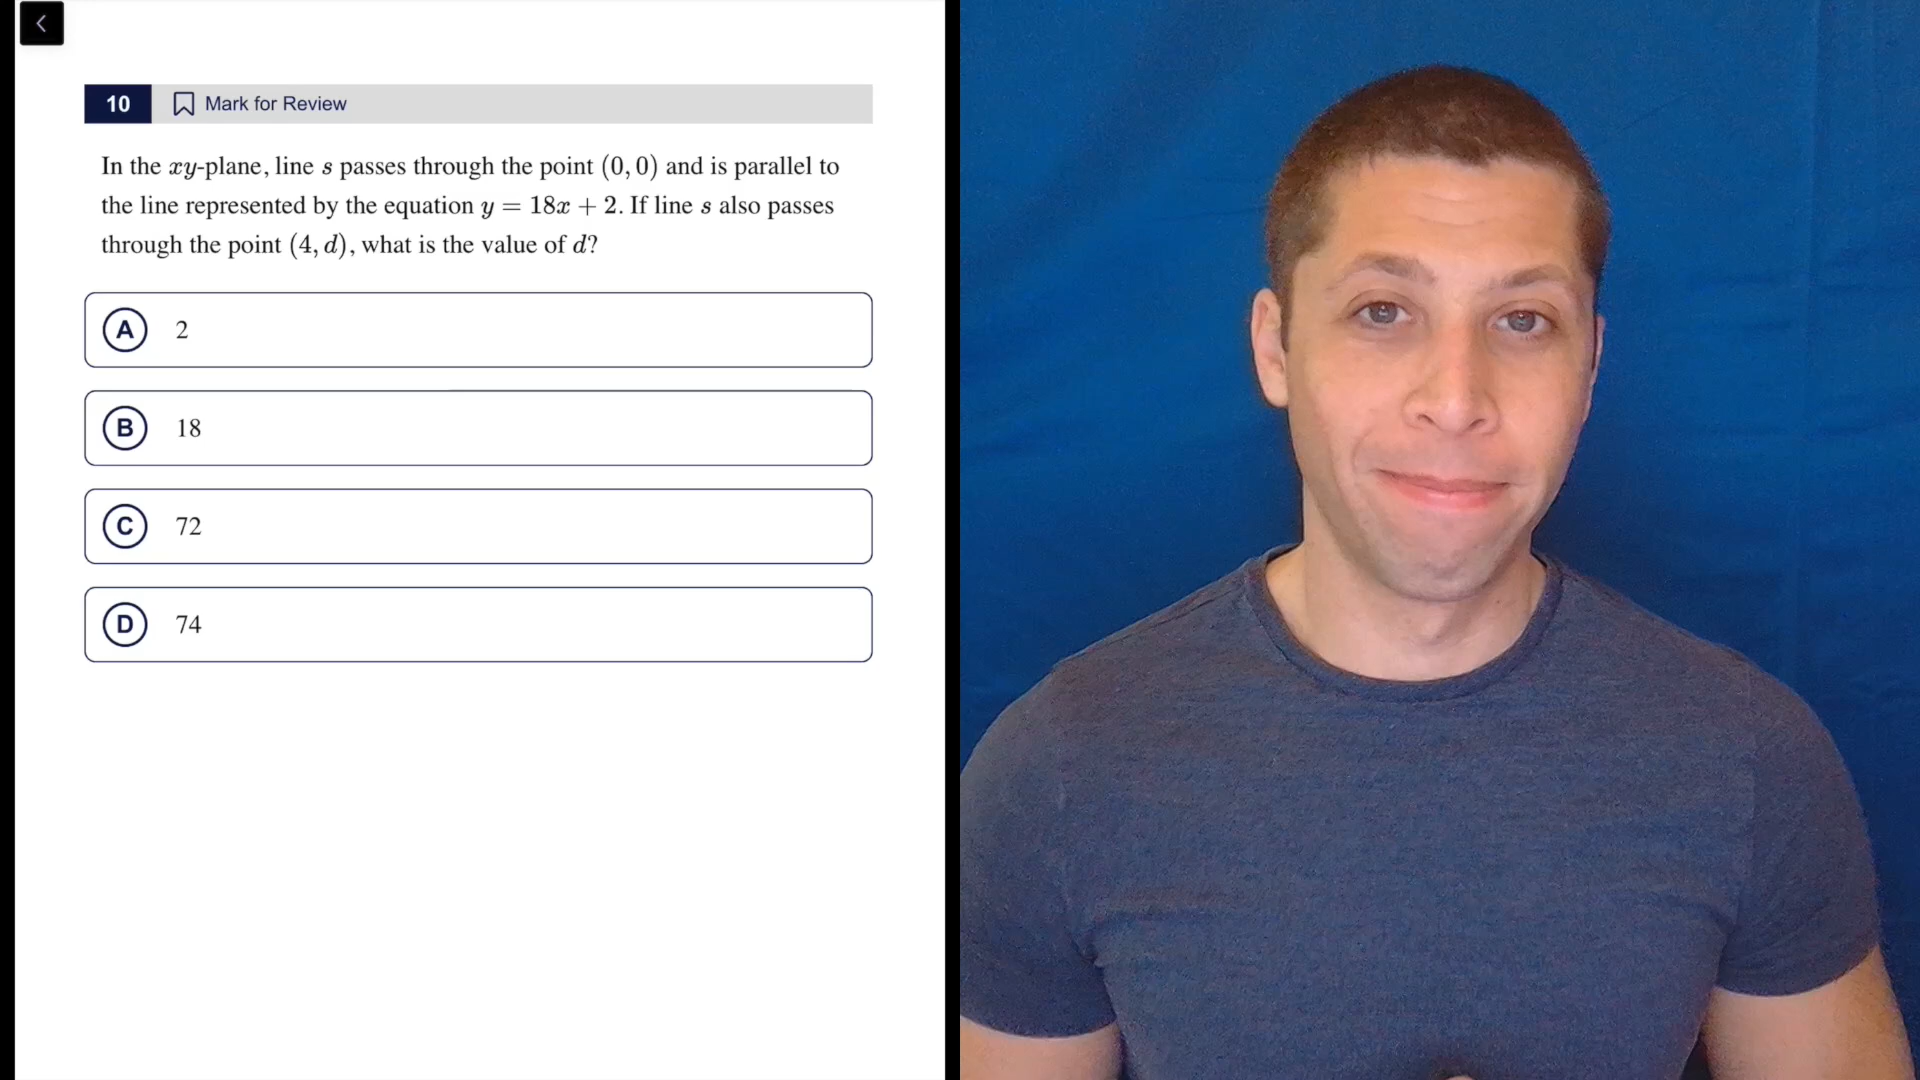 10 Mark for Review
In the xy-plane, line s passes through the point (0, 0) and is parallel to
the line represented by the equation y = 18x + 2. If line s also passes
through the point (4, d), what is the value of d?
A 2
B 18
C 72
D 74